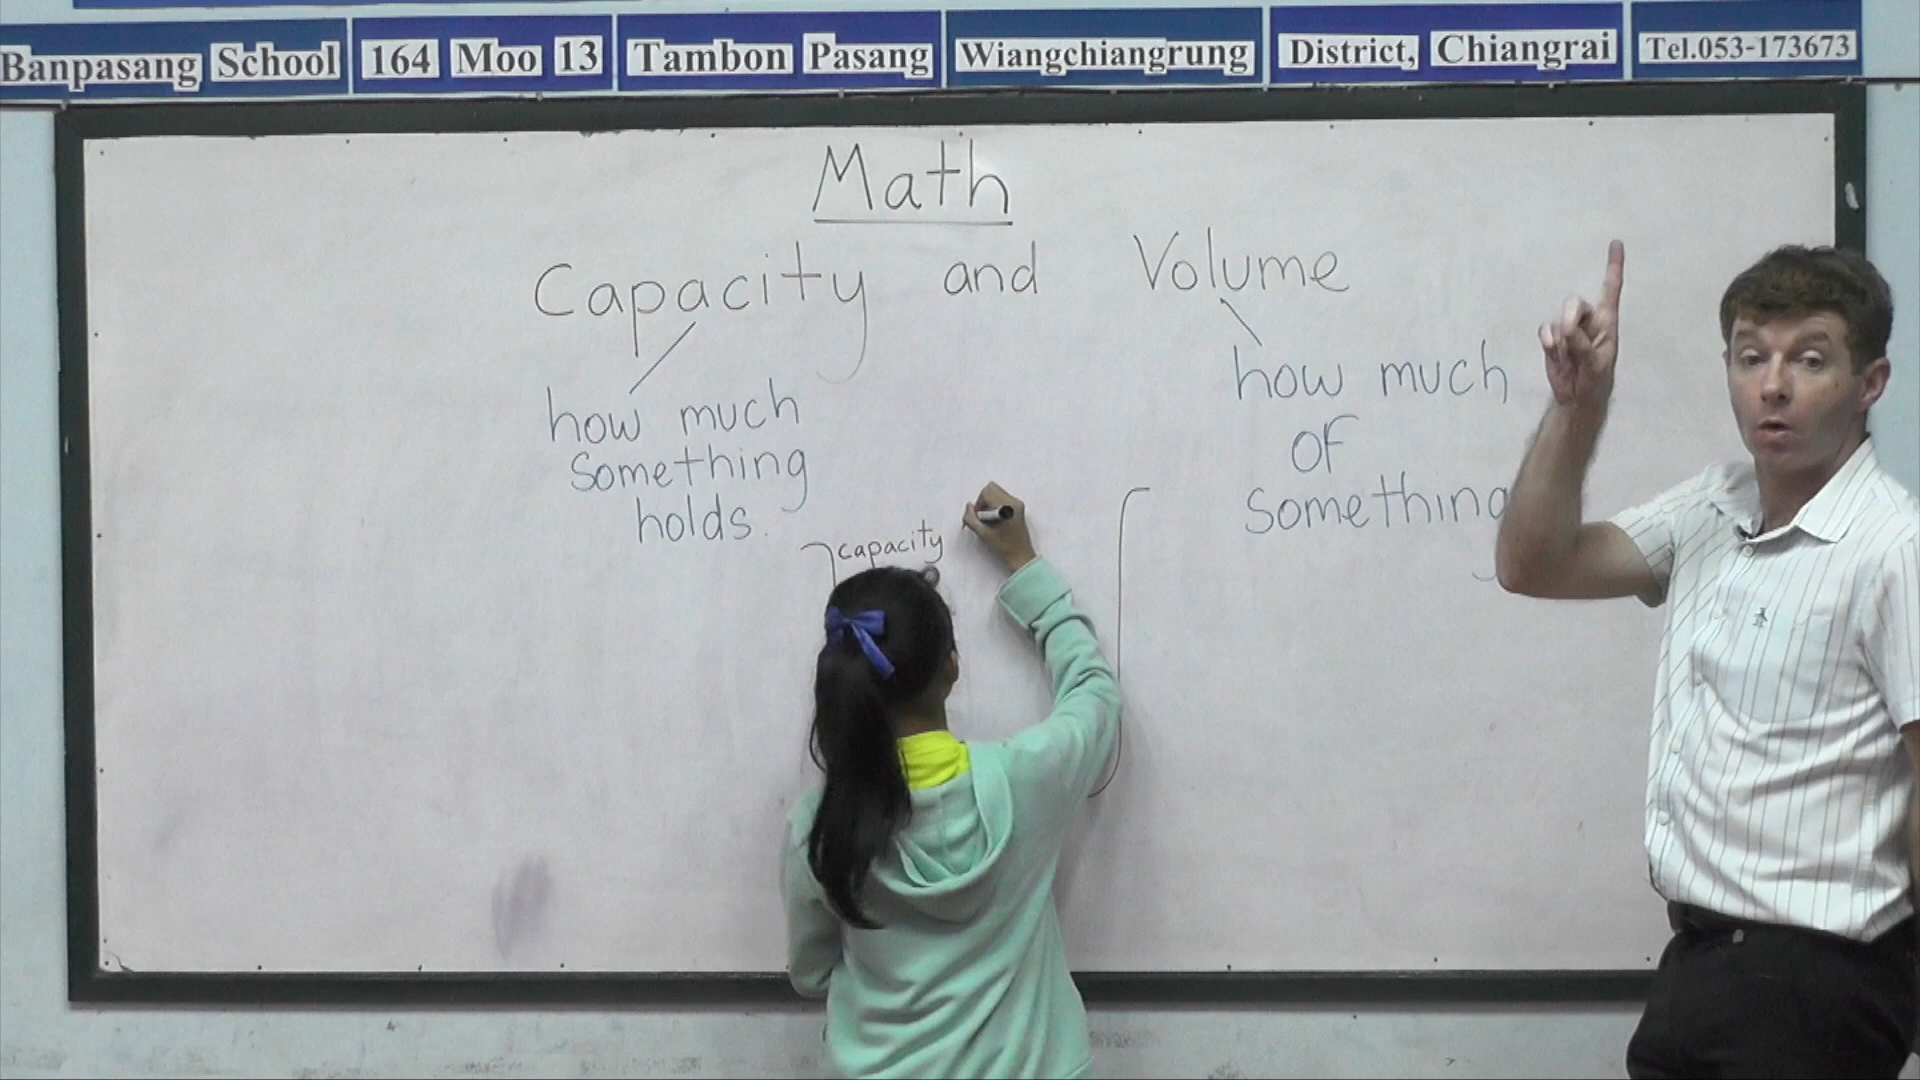 Banpasang School 164 Moo 13 Tambon Pasang Wiangchiangrung District, Chiangrai Tel.053-173673
Math
Capacity and Volume
how much
something
holds.
capacity
how much
of
something